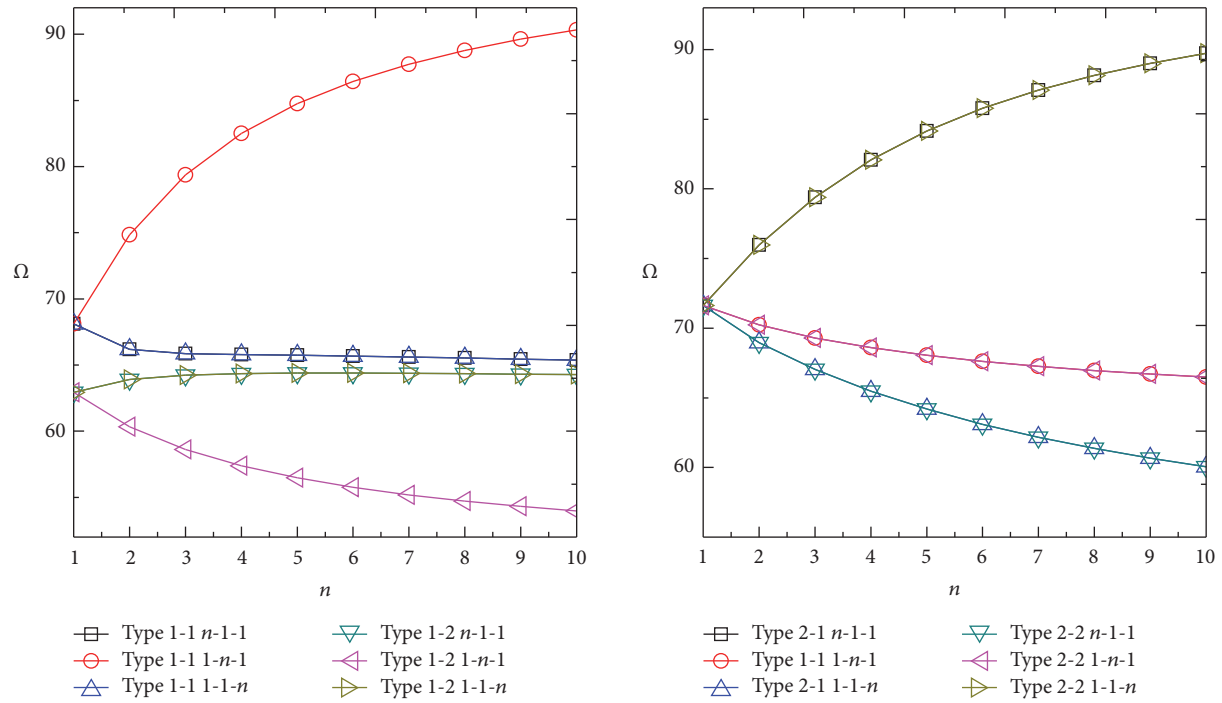 90
80
70
60
Ω
1 2 3 4 5 6 7 8 9 10
n
Type 1-1 n-1-1
Type 1-1 1-n-1
Type 1-1 1-1-n
Type 1-2 n-1-1
Type 1-2 1-n-1
Type 1-2 1-1-n
90
80
70
60
Ω
1 2 3 4 5 6 7 8 9 10
n
Type 2-1 n-1-1
Type 1-1 1-n-1
Type 2-1 1-1-n
Type 2-2 n-1-1
Type 2-2 1-n-1
Type 2-2 1-1-n